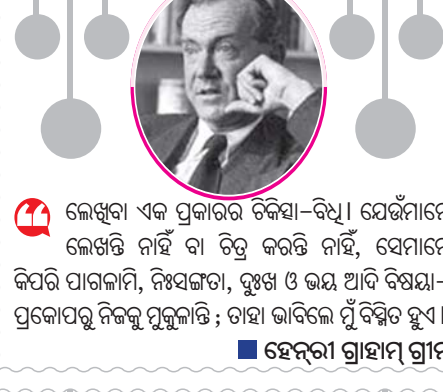 ଲେଖିବା ଏକ ପ୍ରକାରର ଚିକିତ୍ସା-ବିଧି। ଯେଉଁମାନେ
ଲେଖନ୍ତି ନାହିଁ ବା ଚିତ୍ର କରନ୍ତି ନାହିଁ, ସେମାନେ
କିପରି ପାଗଳାମି, ନିଃସଙ୍ଗତା, ଦୁଃଖ ଓ ଭୟ ଆଦି ବିଷୟା-
ପ୍ରକୋପରୁ ନିଜକୁ ମୁକୁଳାନ୍ତି ; ତାହା ଭାବିଲେ ମୁଁ ବିସ୍ମିତ ହୁଏ।
ହେନ୍‌ରୀ ଗ୍ରାହାମ୍ ଗ୍ରୀନ